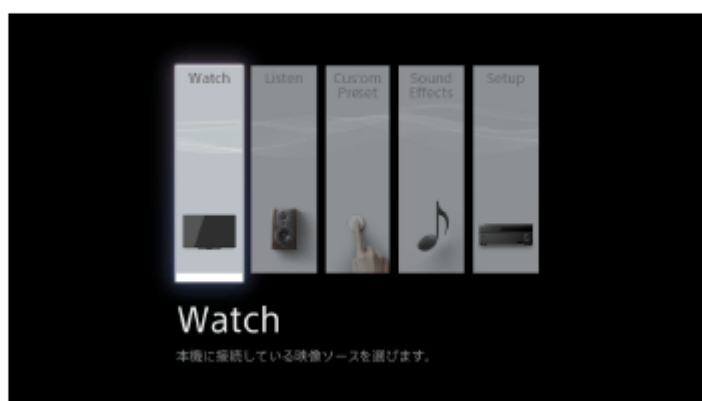 Watch
Listen
Custom
Preset
Sound
Effects
Setup
Watch
本機に接続している映像ソースを選びます。